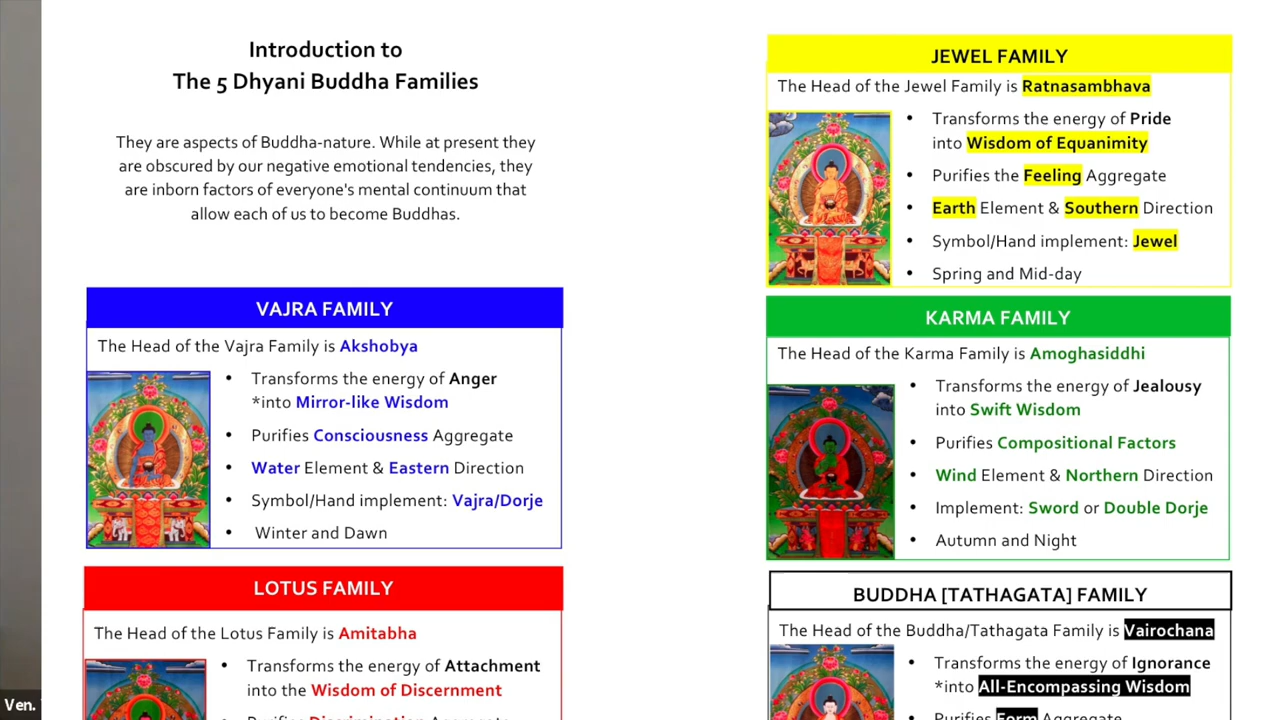 Introduction to
The 5 Dhyani Buddha Families
They are aspects of Buddha-nature. While at present they
are obscured by our negative emotional tendencies, they
are inborn factors of everyone's mental continuum that
allow each of us to become Buddhas.
VAJRA FAMILY
The Head of the Vajra Family is Akshobya
• Transforms the energy of Anger
*into Mirror-like Wisdom
• Purifies Consciousness Aggregate
• Water Element & Eastern Direction
• Symbol/Hand implement: Vajra/Dorje
• Winter and Dawn
LOTUS FAMILY
The Head of the Lotus Family is Amitabha
• Transforms the energy of Attachment
into the Wisdom of Discernment
Purifies Discrimination Aggregate
JEWEL FAMILY
The Head of the Jewel Family is Ratnasambhava
• Transforms the energy of Pride
into Wisdom of Equanimity
• Purifies the Feeling Aggregate
• Earth Element & Southern Direction
• Symbol/Hand implement: Jewel
• Spring and Mid-day
KARMA FAMILY
The Head of the Karma Family is Amoghasiddhi
• Transforms the energy of Jealousy
into Swift Wisdom
• Purifies Compositional Factors
• Wind Element & Northern Direction
• Implement: Sword or Double Dorje
• Autumn and Night
BUDDHA [TATHAGATA] FAMILY
The Head of the Buddha/Tathagata Family is Vairochana
• Transforms the energy of Ignorance
*into All-Encompassing Wisdom
• Purifies Form Aggregate
Ven.